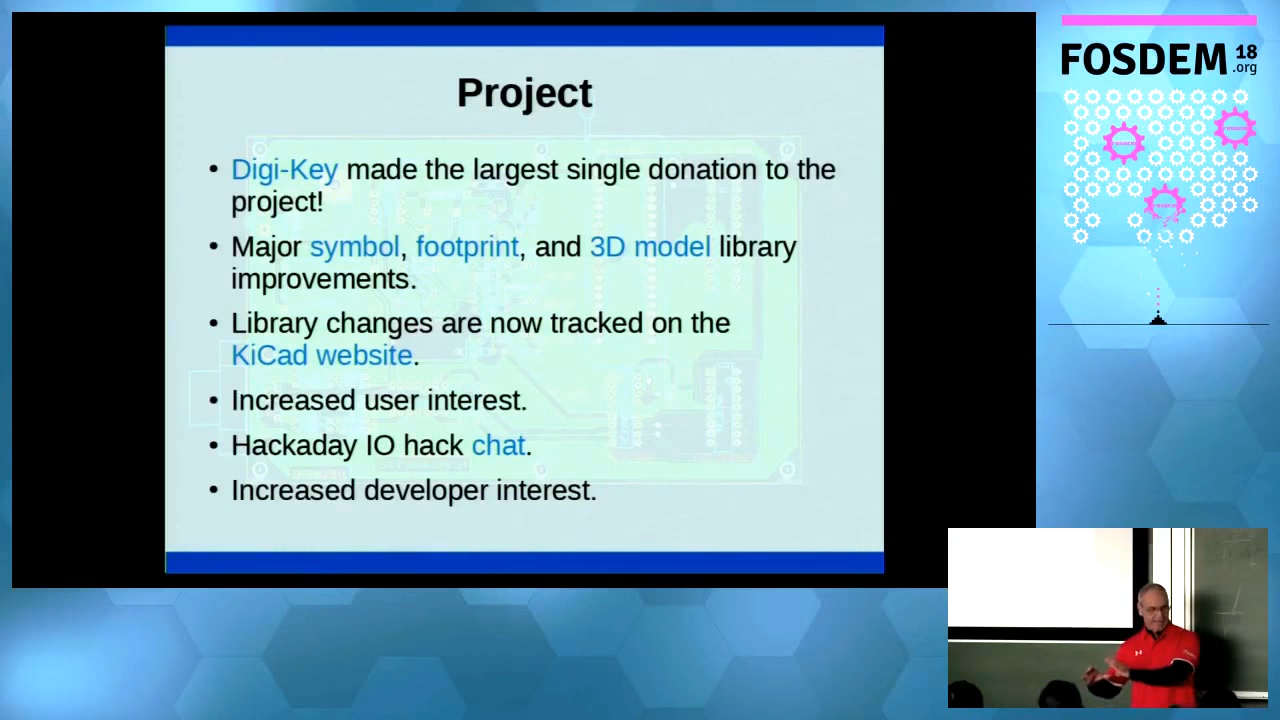 Project
• Digi-Key made the largest single donation to the
project!
• Major symbol, footprint, and 3D model library
improvements.
• Library changes are now tracked on the
KiCad website.
• Increased user interest.
• Hackaday IO hack chat.
• Increased developer interest.
FOSDEM 18
.org